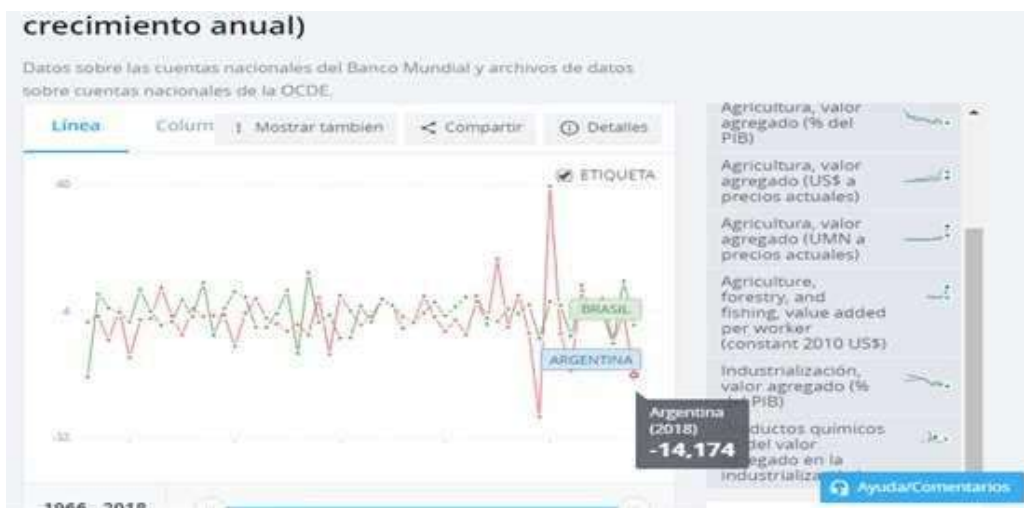 crecimiento anual)
Datos sobre las cuentas nacionales del Banco Mundial y archivos de datos
sobre cuentas nacionales de la OCDE.
Línea
Colum
Mostrar tambien
Compartir
Detalles
ETIQUETA
BRASIL
ARGENTINA
Argentina
(2018)
-14,174
1966 - 2018
Agricultura, valor
agregado (% del
PIB)
Agricultura, valor
agregado (US$ a
precios actuales)
Agricultura, valor
agregado (UMN a
precios actuales)
Agriculture,
forestry, and
fishing, value added
per worker
(constant 2010 US$)
Industrialización,
valor agregado (%
PIB)
químicos
del valor
en la
Ayuda/Comentarios